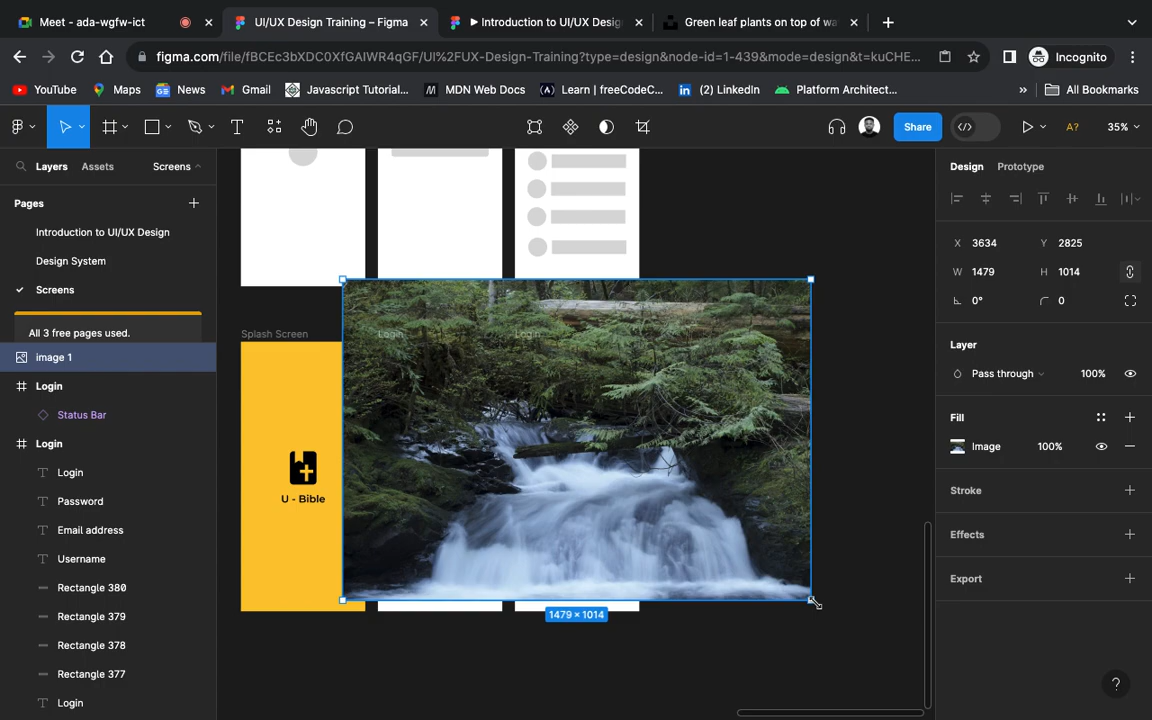 Meet - ada-wgfw-ict
UI/UX Design Training – Figma
Introduction to UI/UX Desig
Green leaf plants on top of wa
figma.com/file/fBCEc3bXDC0XfGAIWR4qGF/UI%2FUX-Design-Training?type=design&node-id=1-439&mode=design&t=kuCHE...
Incognito
YouTube
Maps
News
Gmail
Javascript Tutorial...
MDN Web Docs
Learn | freeCodeC...
(2) LinkedIn
Platform Architect...
»
All Bookmarks
Share
A?
35%
Layers
Assets
Screens
Design
Prototype
Pages
Introduction to UI/UX Design
Design System
Screens
All 3 free pages used.
image 1
Login
Status Bar
Login
Login
Password
Email address
Username
Rectangle 380
Rectangle 379
Rectangle 378
Rectangle 377
Login
Splash Screen
Login
Login
U - Bible
1479 × 1014
X 3634
Y 2825
W 1479
H 1014
0°
0
Layer
Pass through
100%
Fill
Image
100%
Stroke
Effects
Export
?